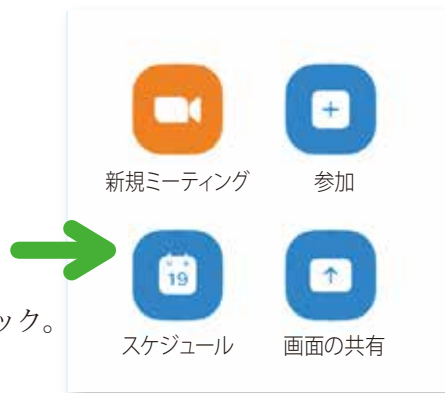 新規ミーティング
参加
19
ック。
スケジュール
画面の共有